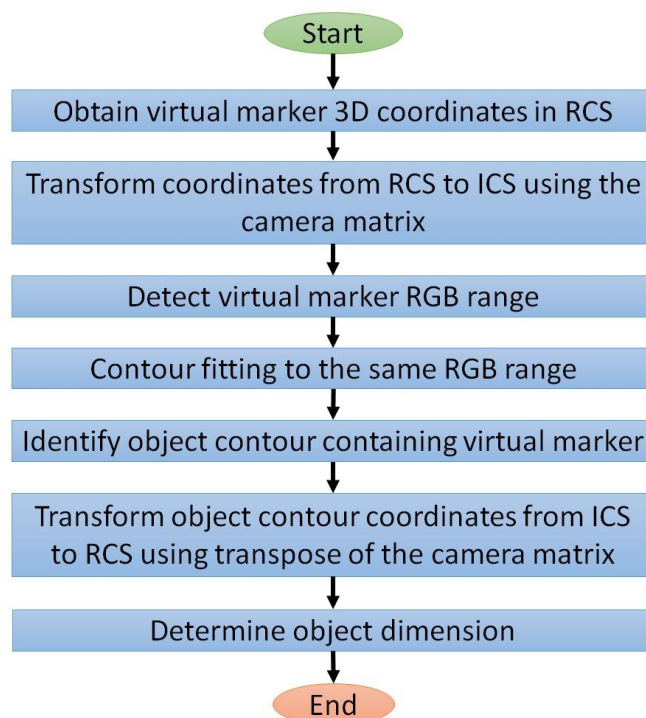 Start
Obtain virtual marker 3D coordinates in RCS
Transform coordinates from RCS to ICS using the
camera matrix
Detect virtual marker RGB range
Contour fitting to the same RGB range
Identify object contour containing virtual marker
Transform object contour coordinates from ICS
to RCS using transpose of the camera matrix
Determine object dimension
End